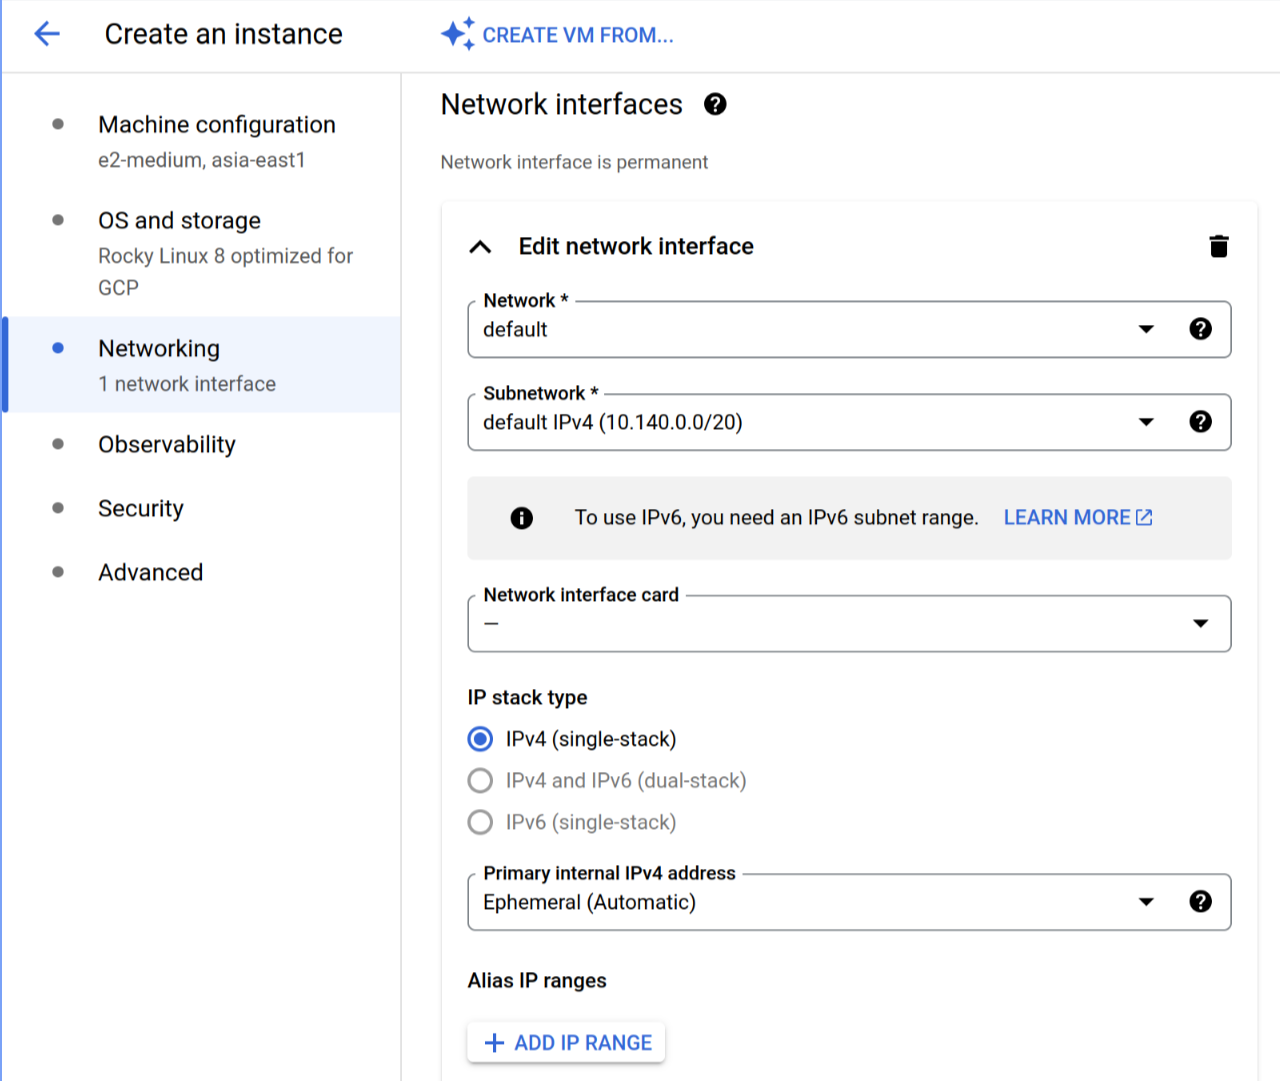 Create an instance
CREATE VM FROM...
Machine configuration
e2-medium, asia-east1
OS and storage
Rocky Linux 8 optimized for
GCP
Networking
1 network interface
Observability
Security
Advanced
Network interfaces
Network interface is permanent
Edit network interface
Network *
default
Subnetwork *
default IPv4 (10.140.0.0/20)
To use IPv6, you need an IPv6 subnet range. LEARN MORE
Network interface card
—
IP stack type
IPv4 (single-stack)
IPv4 and IPv6 (dual-stack)
IPv6 (single-stack)
Primary internal IPv4 address
Ephemeral (Automatic)
Alias IP ranges
ADD IP RANGE